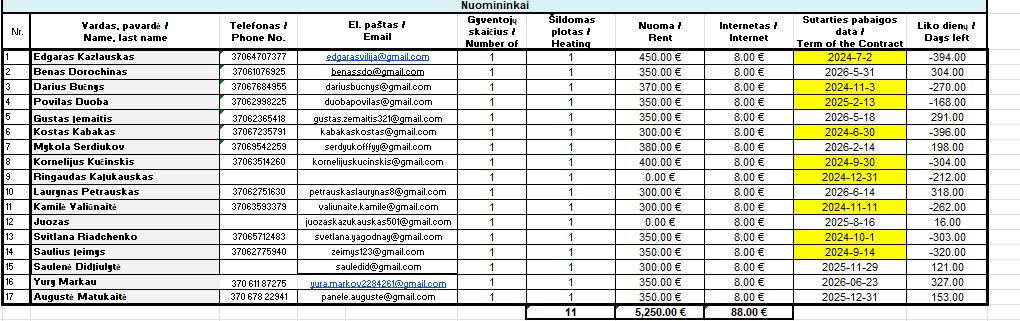 Nuomininkai
Nr. Vardas, pavardė / Name, last name Telefonas / Phone No. El. paštas / Email Gyventojų skaičius / Number of Šildomas plotas / Heating Nuoma / Rent Internetas / Internet Sutarties pabaigos data / Term of the Contract Liko dienų / Days left
1 Edgaras Kazlauskas 37064707377 edgarasvilija@gmail.com 1 1 450.00 € 8.00 € 2024-7-2 -394.00
2 Benas Dorochinas 37061076925 benassdo@gmail.com 1 1 350.00 € 8.00 € 2026-5-31 304.00
3 Darius Bučnys 37067684955 dariusbucnys@gmail.com 1 1 370.00 € 8.00 € 2024-11-3 -270.00
4 Povilas Duoba 37062998225 duobapovilas@gmail.com 1 1 350.00 € 8.00 € 2025-2-13 -168.00
5 Gustas Žemaitis 37062365418 gustas.zemaitis321@gmail.com 1 1 350.00 € 8.00 € 2026-5-18 291.00
6 Kostas Kabakas 37067235791 kabakaskostas@gmail.com 1 1 300.00 € 8.00 € 2024-6-30 -396.00
7 Mykola Serdiukov 37069542259 serdyukofffyy@gmail.com 1 1 380.00 € 8.00 € 2026-2-14 198.00
8 Kornelijus Kučinskis 37063514260 kornelijuskucinskis@gmail.com 1 1 400.00 € 8.00 € 2024-9-30 -304.00
9 Ringaudas Kajukauskas 1 1 0.00 € 8.00 € 2024-12-31 -212.00
10 Laurynas Petrauskas 37062751630 petrauskaslaurynas8@gmail.com 1 1 300.00 € 8.00 € 2026-6-14 318.00
11 Kamilė Valiūnaitė 37063593379 valiunaite.kamile@gmail.com 1 1 300.00 € 8.00 € 2024-11-11 -262.00
12 Juozas juozaskazukauskas501@gmail.com 1 1 0.00 € 8.00 € 2025-8-16 16.00
13 Svitlana Riadchenko 37065712483 svetlana.yagodnay@gmail.com 1 1 350.00 € 8.00 € 2024-10-1 -303.00
14 Saulius Žeimys 37062775940 zeimys123@gmail.com 1 1 350.00 € 8.00 € 2024-9-14 -320.00
15 Saulenė Didjiulytė sauledid@gmail.com 1 1 300.00 € 8.00 € 2025-11-29 121.00
16 Yury Markau 370 611 87275 yura.markov2284261@gmail.com 1 1 350.00 € 8.00 € 2026-06-23 327.00
17 Augustė Matukaitė 370 678 22941 panele.auguste@gmail.com 1 1 350.00 € 8.00 € 2025-12-31 153.00
11 5,250.00 € 88.00 €